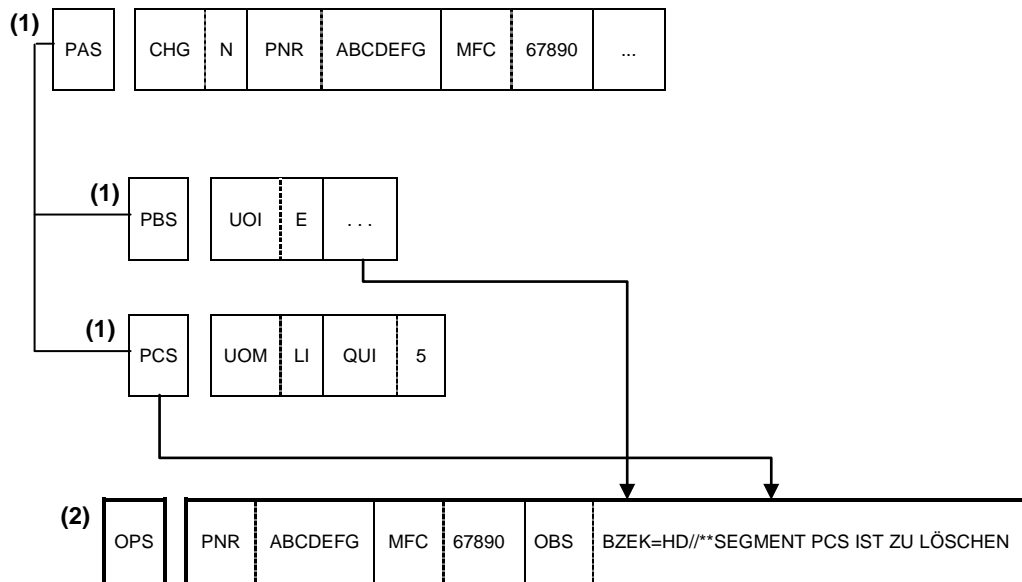 (1)
PAS CHG N PNR ABCDEFG MFC 67890 ...
(1)
PBS UOI E . . .
(1)
PCS UOM LI QUI 5
(2)
OPS PNR ABCDEFG MFC 67890 OBS BZEK=HD//**SEGMENT PCS IST ZU LÖSCHEN